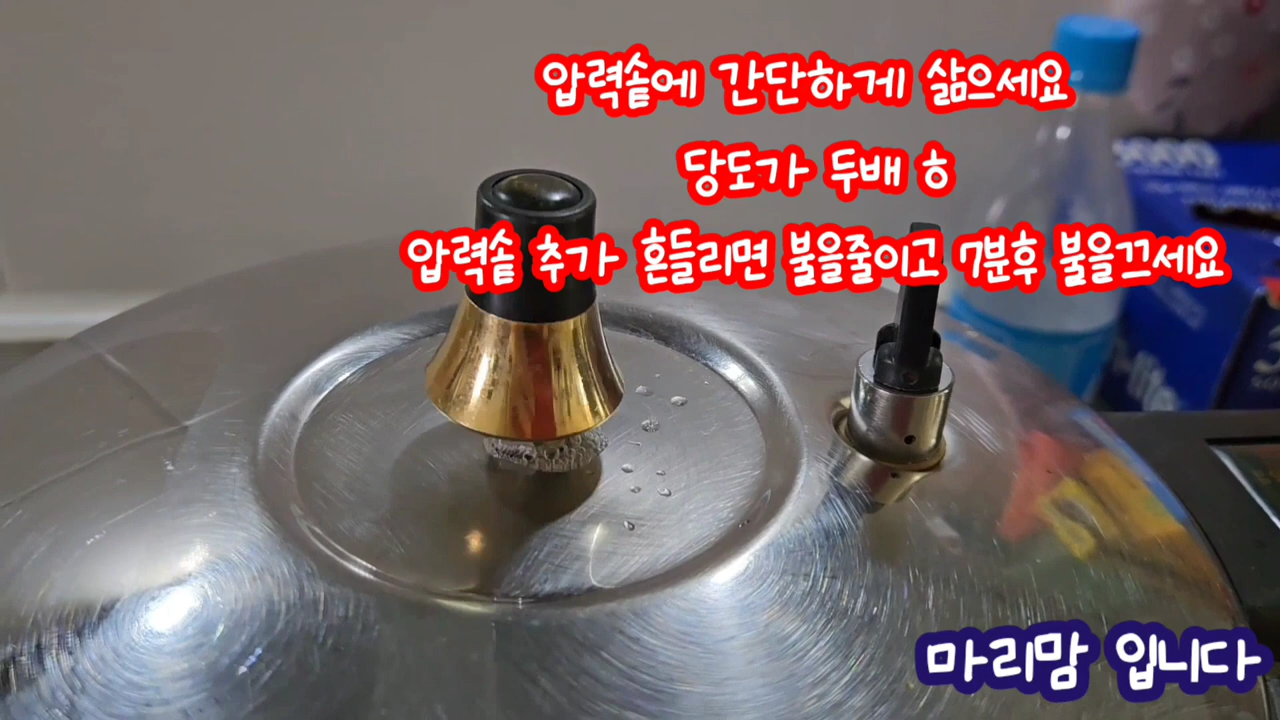 압력솥에 간단하게 삶으세요
당도가 두배 ㅎ
압력솥 추가 흔들리면 불을줄이고 7분후 불을끄세요
마리맘 입니다